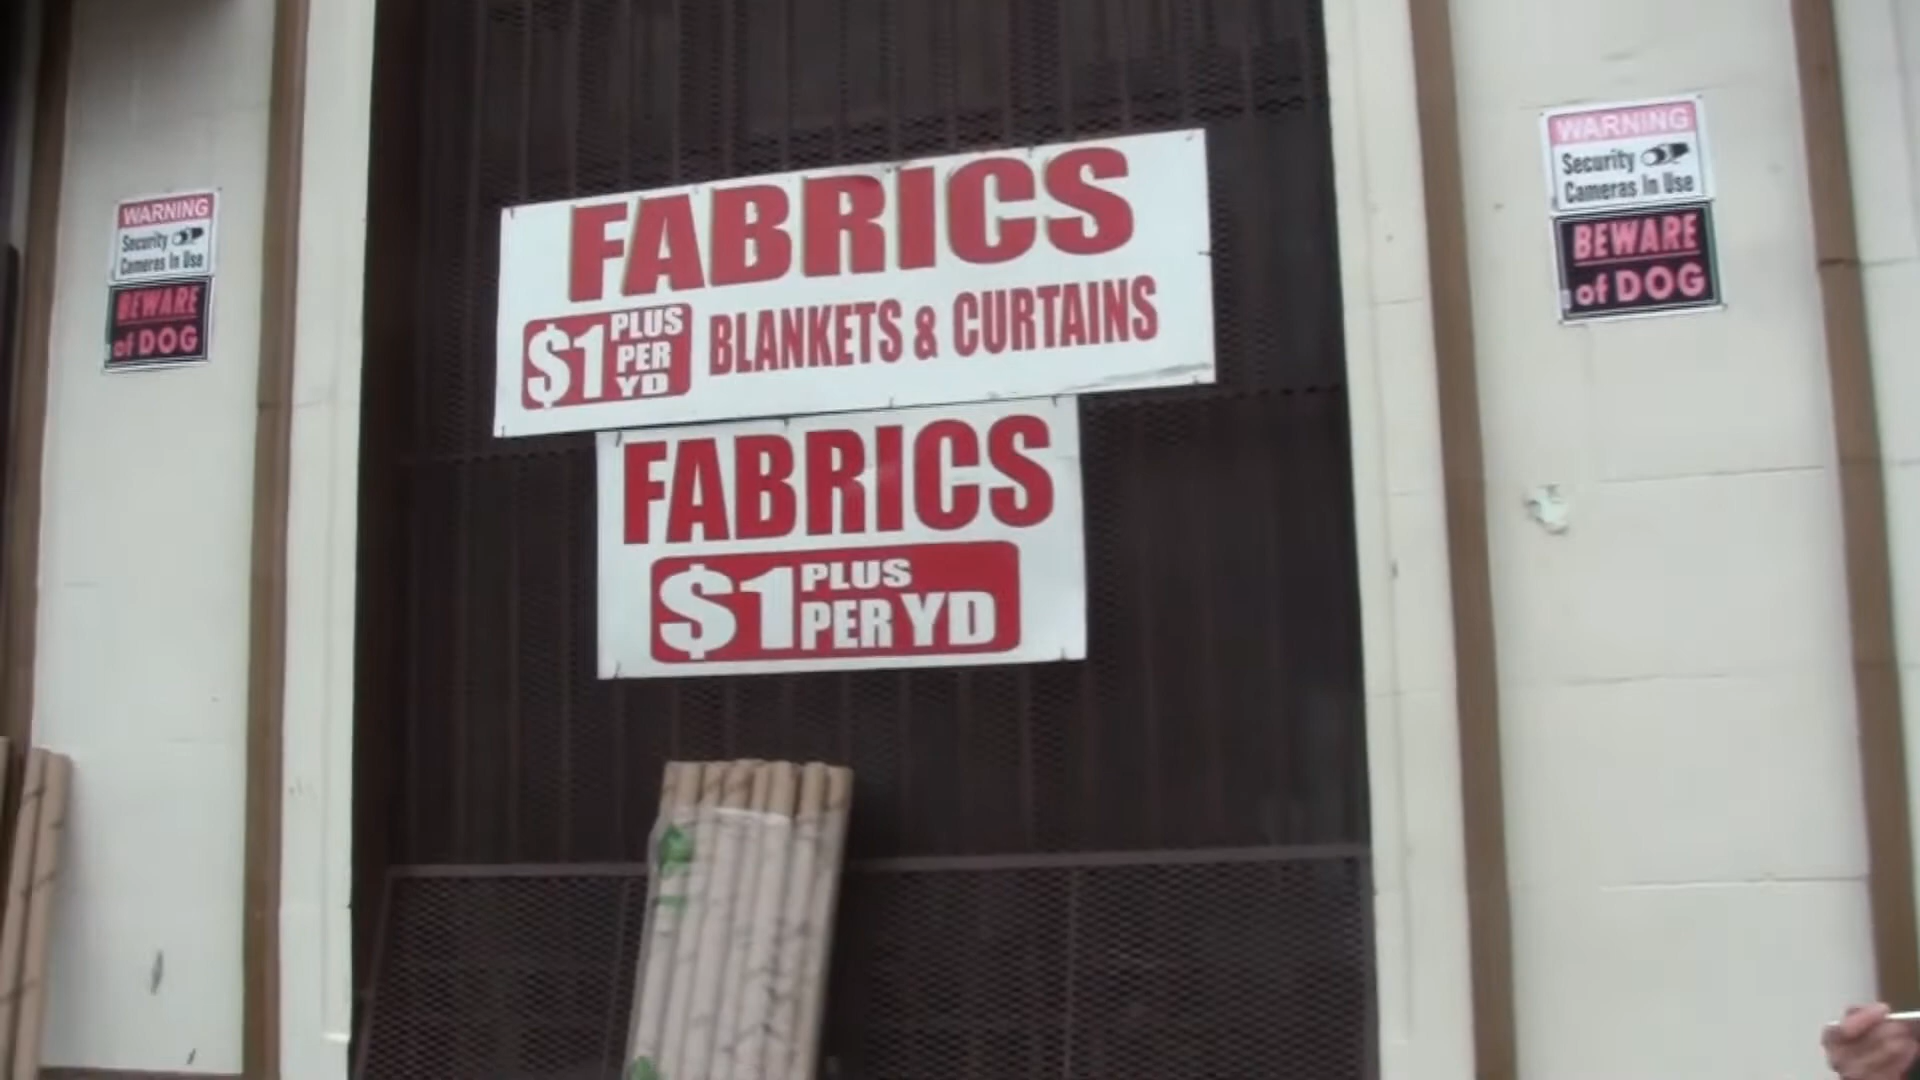 WARNING
Security
Cameras In Use
BEWARE
of DOG
FABRICS
$1 PLUS PER YD BLANKETS & CURTAINS
FABRICS
$1 PLUS PER YD
WARNING
Security
Cameras In Use
BEWARE
of DOG